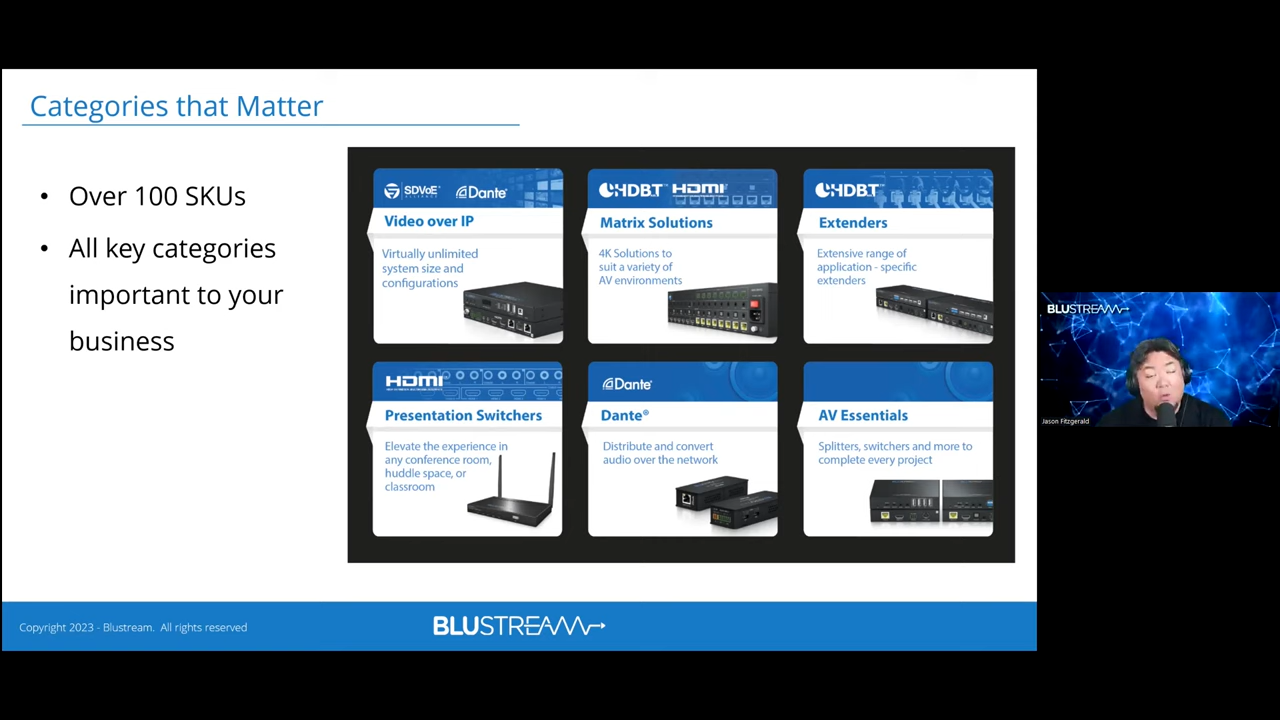 Categories that Matter
• Over 100 SKUs
• All key categories
important to your
business
SDVoE Dante
Video over IP
Virtually unlimited
system size and
configurations
HDBT HDMI
Matrix Solutions
4K Solutions to
suit a variety of
AV environments
HDBT
Extenders
Extensive range of
application - specific
extenders
HDMI
Presentation Switchers
Elevate the experience in
any conference room,
huddle space, or
classroom
Dante
Dante®
Distribute and convert
audio over the network
AV Essentials
Splitters, switchers and more to
complete every project
Copyright 2023 - Blustream. All rights reserved
BLUSTREAM
BLUSTREAM
Jason Fitzgerald